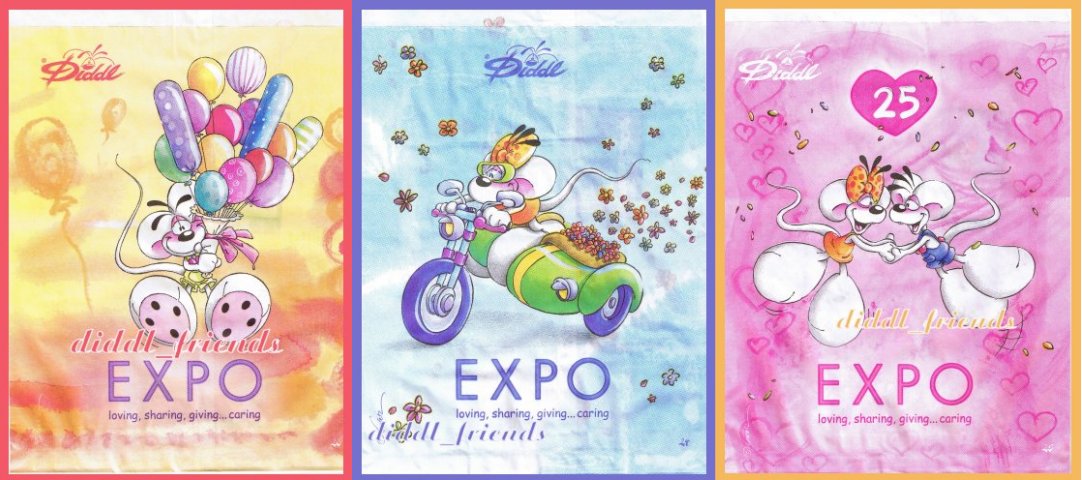 Diddl
diddl_friends
EXPO
loving, sharing, giving...caring
Diddl
EXPO
loving, sharing, giving...caring
diddl_friends
Diddl
25
diddl_friends
EXPO
loving, sharing, giving...caring